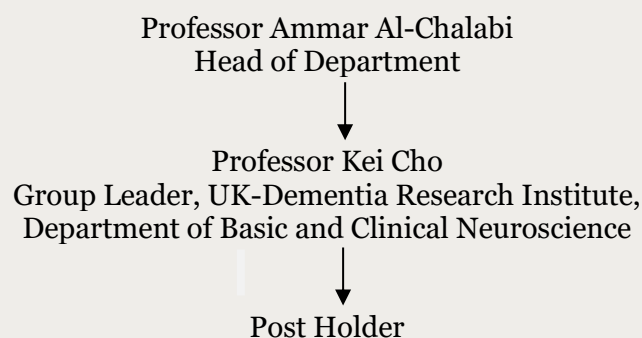 Professor Ammar Al-Chalabi
Head of Department
Professor Kei Cho
Group Leader, UK-Dementia Research Institute,
Department of Basic and Clinical Neuroscience
Post Holder